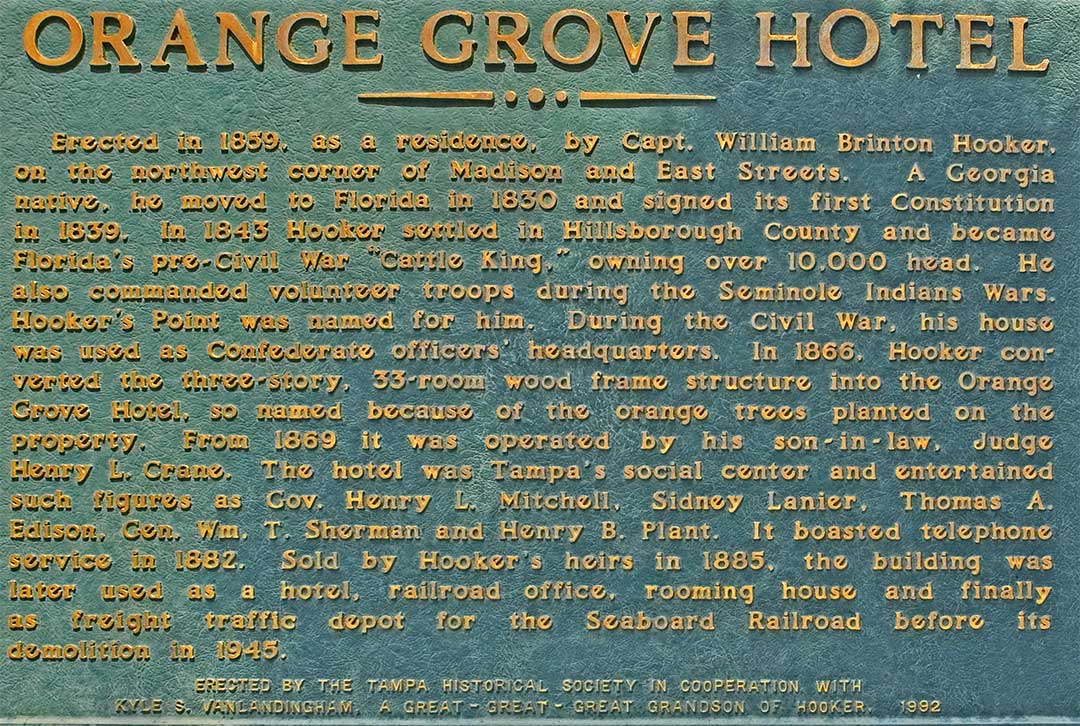 ORANGE GROVE HOTEL
Erected in 1859, as a residence, by Capt. William Brinton Hooker,
on the northwest corner of Madison and East Streets. A Georgia
native, he moved to Florida in 1830 and signed its first Constitution
in 1839. In 1843 Hooker settled in Hillsborough County and became
Florida's pre-Civil War "Cattle King," owning over 10,000 head. He
also commanded volunteer troops during the Seminole Indians Wars.
Hooker's Point was named for him. During the Civil War, his house
was used as Confederate officers' headquarters. In 1866, Hooker con-
verted the three-story, 33-room wood frame structure into the Orange
Grove Hotel, so named because of the orange trees planted on the
property. From 1869 it was operated by his son-in-law, Judge
Henry L. Crane. The hotel was Tampa's social center and entertained
such figures as Gov. Henry L. Mitchell, Sidney Lanier, Thomas A.
Edison, Gen. Wm. T. Sherman and Henry B. Plant. It boasted telephone
service in 1882. Sold by Hooker's heirs in 1885, the building was
later used as a hotel, railroad office, rooming house and finally
as freight traffic depot for the Seaboard Railroad before its
demolition in 1945.
ERECTED BY THE TAMPA HISTORICAL SOCIETY IN COOPERATION WITH
KYLE S. VANLANDINGHAM, A GREAT-GREAT-GREAT GRANDSON OF HOOKER, 1992